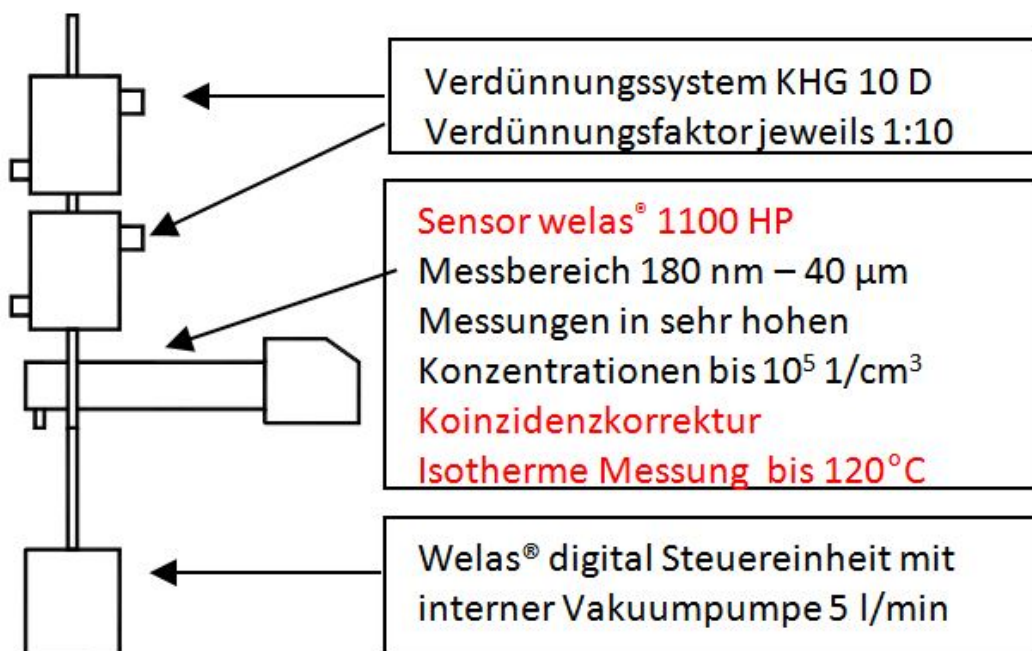 Verdünnungssystem KHG 10 D
Verdünnungsfaktor jeweils 1:10
Sensor welas® 1100 HP
Messbereich 180 nm – 40 µm
Messungen in sehr hohen
Konzentrationen bis 10⁵ 1/cm³
Koinzidenzkorrektur
Isotherme Messung bis 120°C
Welas® digital Steuereinheit mit
interner Vakuumpumpe 5 l/min